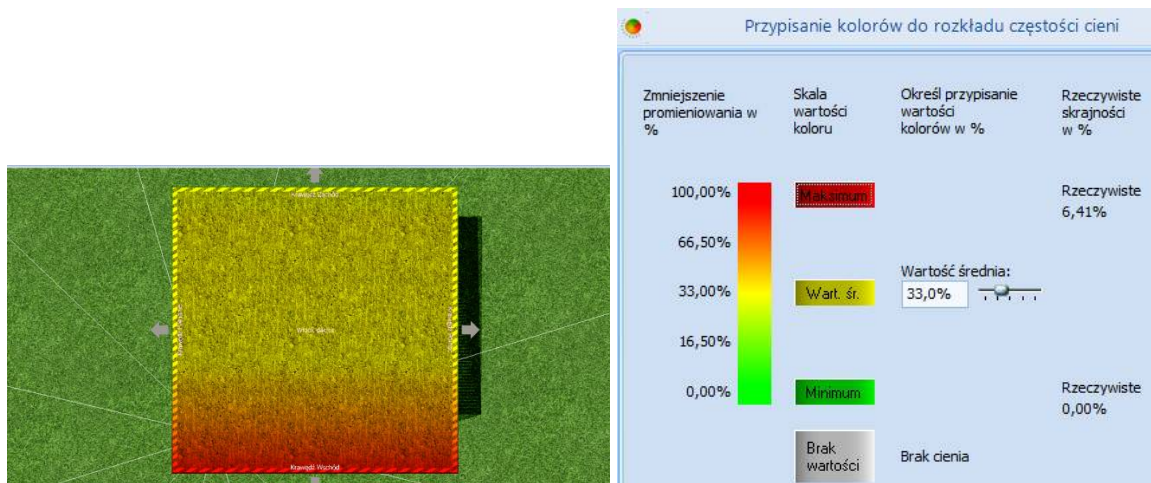 Krawędź Wschód
Przypisanie kolorów do rozkładu częstości cieni
Zmniejszenie
promieniowania w
%
Skala
wartości
koloru
Określ przypisanie
wartości
kolorów w %
Rzeczywiste
skrajności
w %
100,00%
Maksimum
Rzeczywiste
6,41%
66,50%
Wartość średnia:
33,00%
Wart. śr.
33,0%
16,50%
0,00%
Minimum
Rzeczywiste
0,00%
Brak
wartości
Brak cienia